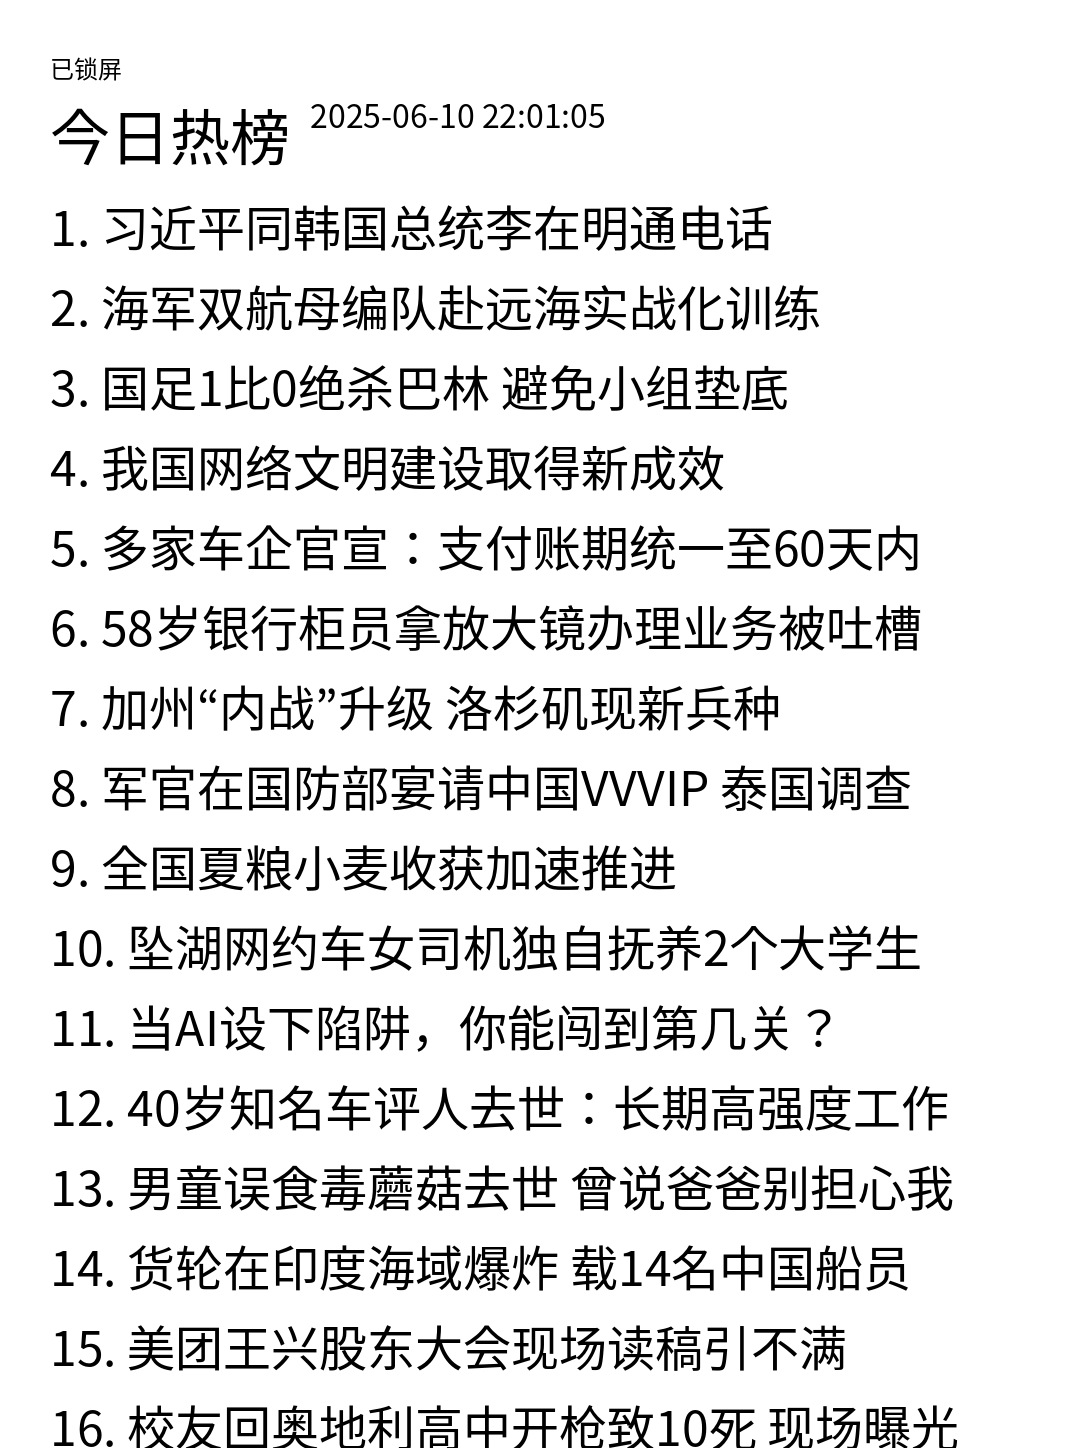 已锁屏
今日热榜 2025-06-10 22:01:05
1. 习近平同韩国总统李在明通电话
2. 海军双航母编队赴远海实战化训练
3. 国足1比0绝杀巴林 避免小组垫底
4. 我国网络文明建设取得新成效
5. 多家车企官宣：支付账期统一至60天内
6. 58岁银行柜员拿放大镜办理业务被吐槽
7. 加州“内战”升级 洛杉矶现新兵种
8. 军官在国防部宴请中国VVVIP 泰国调查
9. 全国夏粮小麦收获加速推进
10. 坠湖网约车女司机独自抚养2个大学生
11. 当AI设下陷阱，你能闯到第几关？
12. 40岁知名车评人去世：长期高强度工作
13. 男童误食毒蘑菇去世 曾说爸爸别担心我
14. 货轮在印度海域爆炸 载14名中国船员
15. 美团王兴股东大会现场读稿引不满
16. 校友回奥地利高中开枪致10死 现场曝光